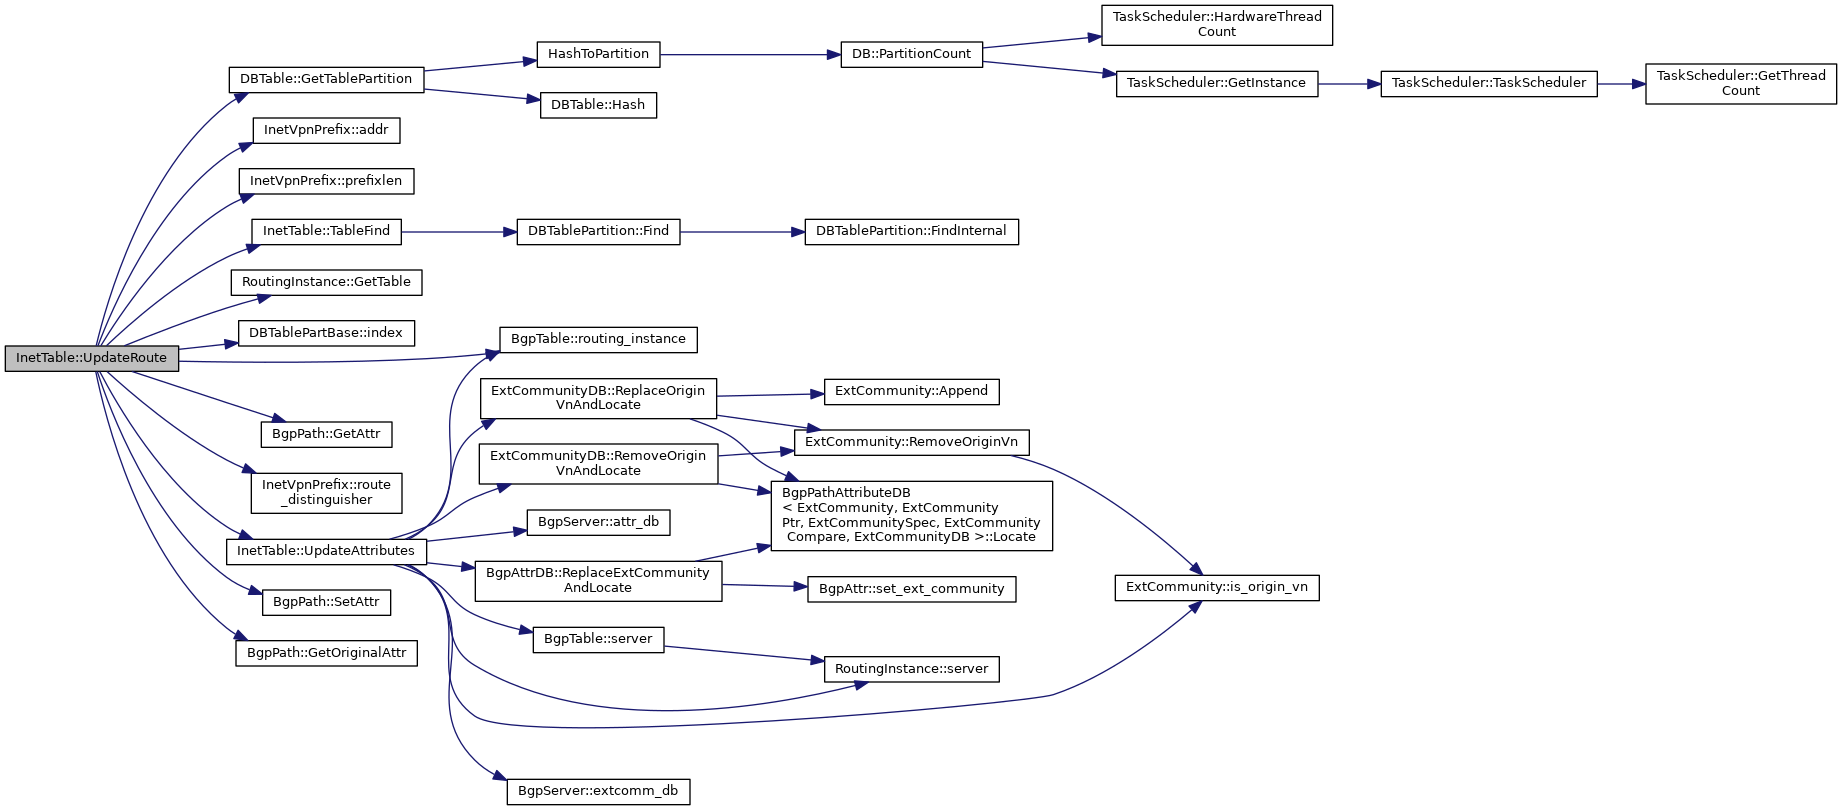 InetTable::UpdateRoute
DBTable::GetTablePartition
HashToPartition
DB::PartitionCount
TaskScheduler::HardwareThread
Count
TaskScheduler::GetInstance
TaskScheduler::TaskScheduler
TaskScheduler::GetThread
Count
DBTable::Hash
InetVpnPrefix::addr
InetVpnPrefix::prefixlen
InetTable::TableFind
DBTablePartition::Find
DBTablePartition::FindInternal
RoutingInstance::GetTable
DBTablePartBase::index
BgpTable::routing_instance
BgpPath::GetAttr
InetVpnPrefix::route
_distinguisher
InetTable::UpdateAttributes
ExtCommunityDB::ReplaceOrigin
VnAndLocate
ExtCommunity::Append
ExtCommunity::RemoveOriginVn
ExtCommunityDB::RemoveOrigin
VnAndLocate
BgpPathAttributeDB
< ExtCommunity, ExtCommunity
Ptr, ExtCommunitySpec, ExtCommunity
Compare, ExtCommunityDB >::Locate
BgpServer::attr_db
BgpAttrDB::ReplaceExtCommunity
AndLocate
BgpAttr::set_ext_community
ExtCommunity::is_origin_vn
BgpTable::server
RoutingInstance::server
BgpServer::extcomm_db
BgpPath::SetAttr
BgpPath::GetOriginalAttr